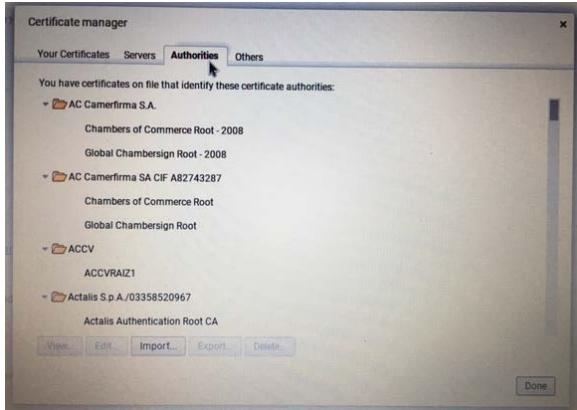 Certificate manager
Your Certificates Servers Authorities Others
You have certificates on file that identify these certificate authorities:
AC Camerfirma S.A.
Chambers of Commerce Root - 2008
Global Chambersign Root - 2008
AC Camerfirma SA CIF A82743287
Chambers of Commerce Root
Global Chambersign Root
ACCV
ACCVRAIZ1
Actalis S.p.A./03358520967
Actalis Authentication Root CA
View... Edit... Import... Export... Delete...
Done